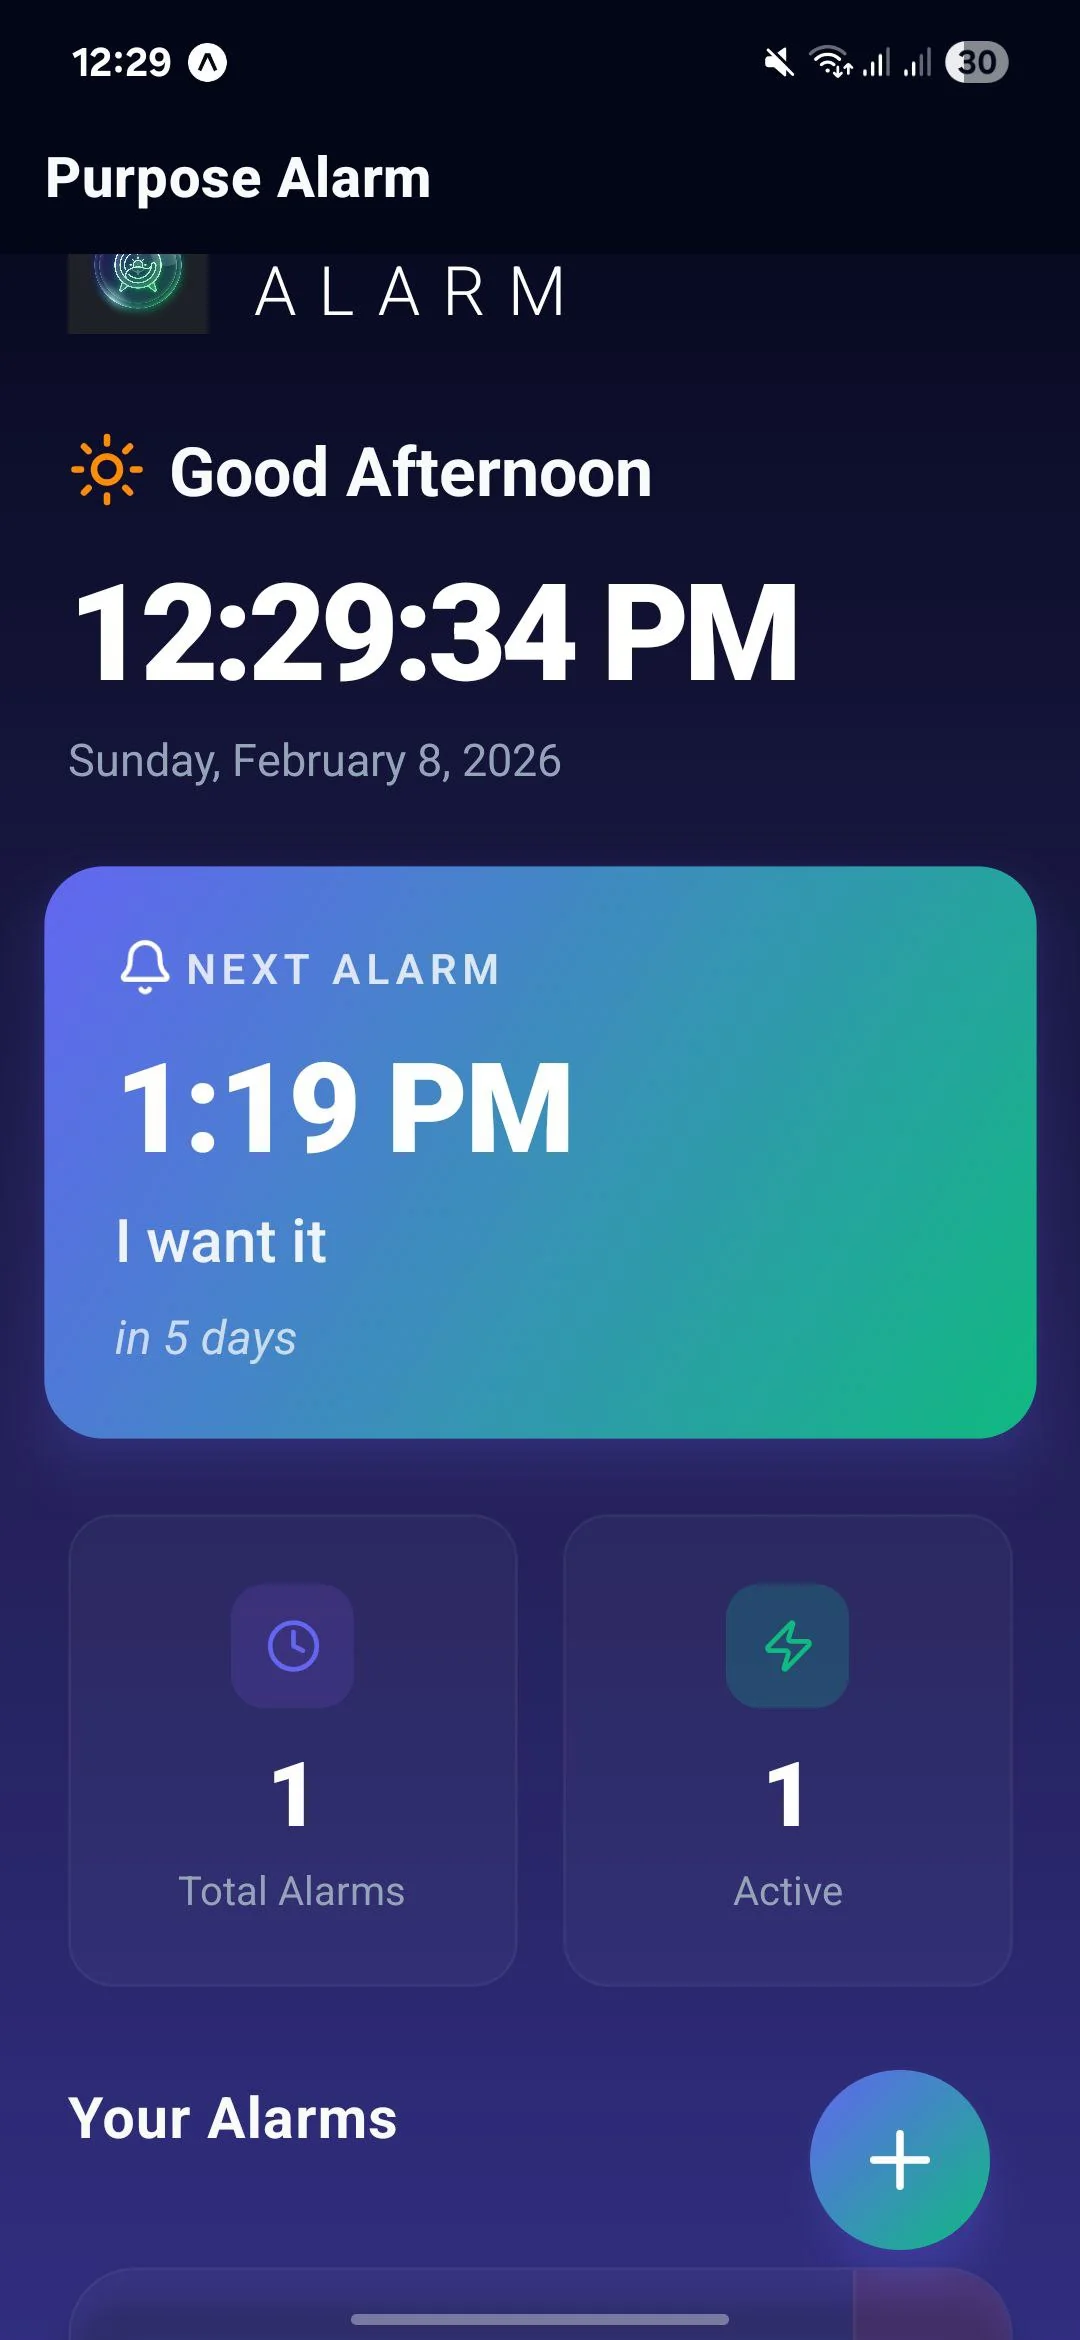 12:29
30
Purpose Alarm
ALARM
Good Afternoon
12:29:34 PM
Sunday, February 8, 2026
NEXT ALARM
1:19 PM
I want it
in 5 days
1
Total Alarms
1
Active
Your Alarms